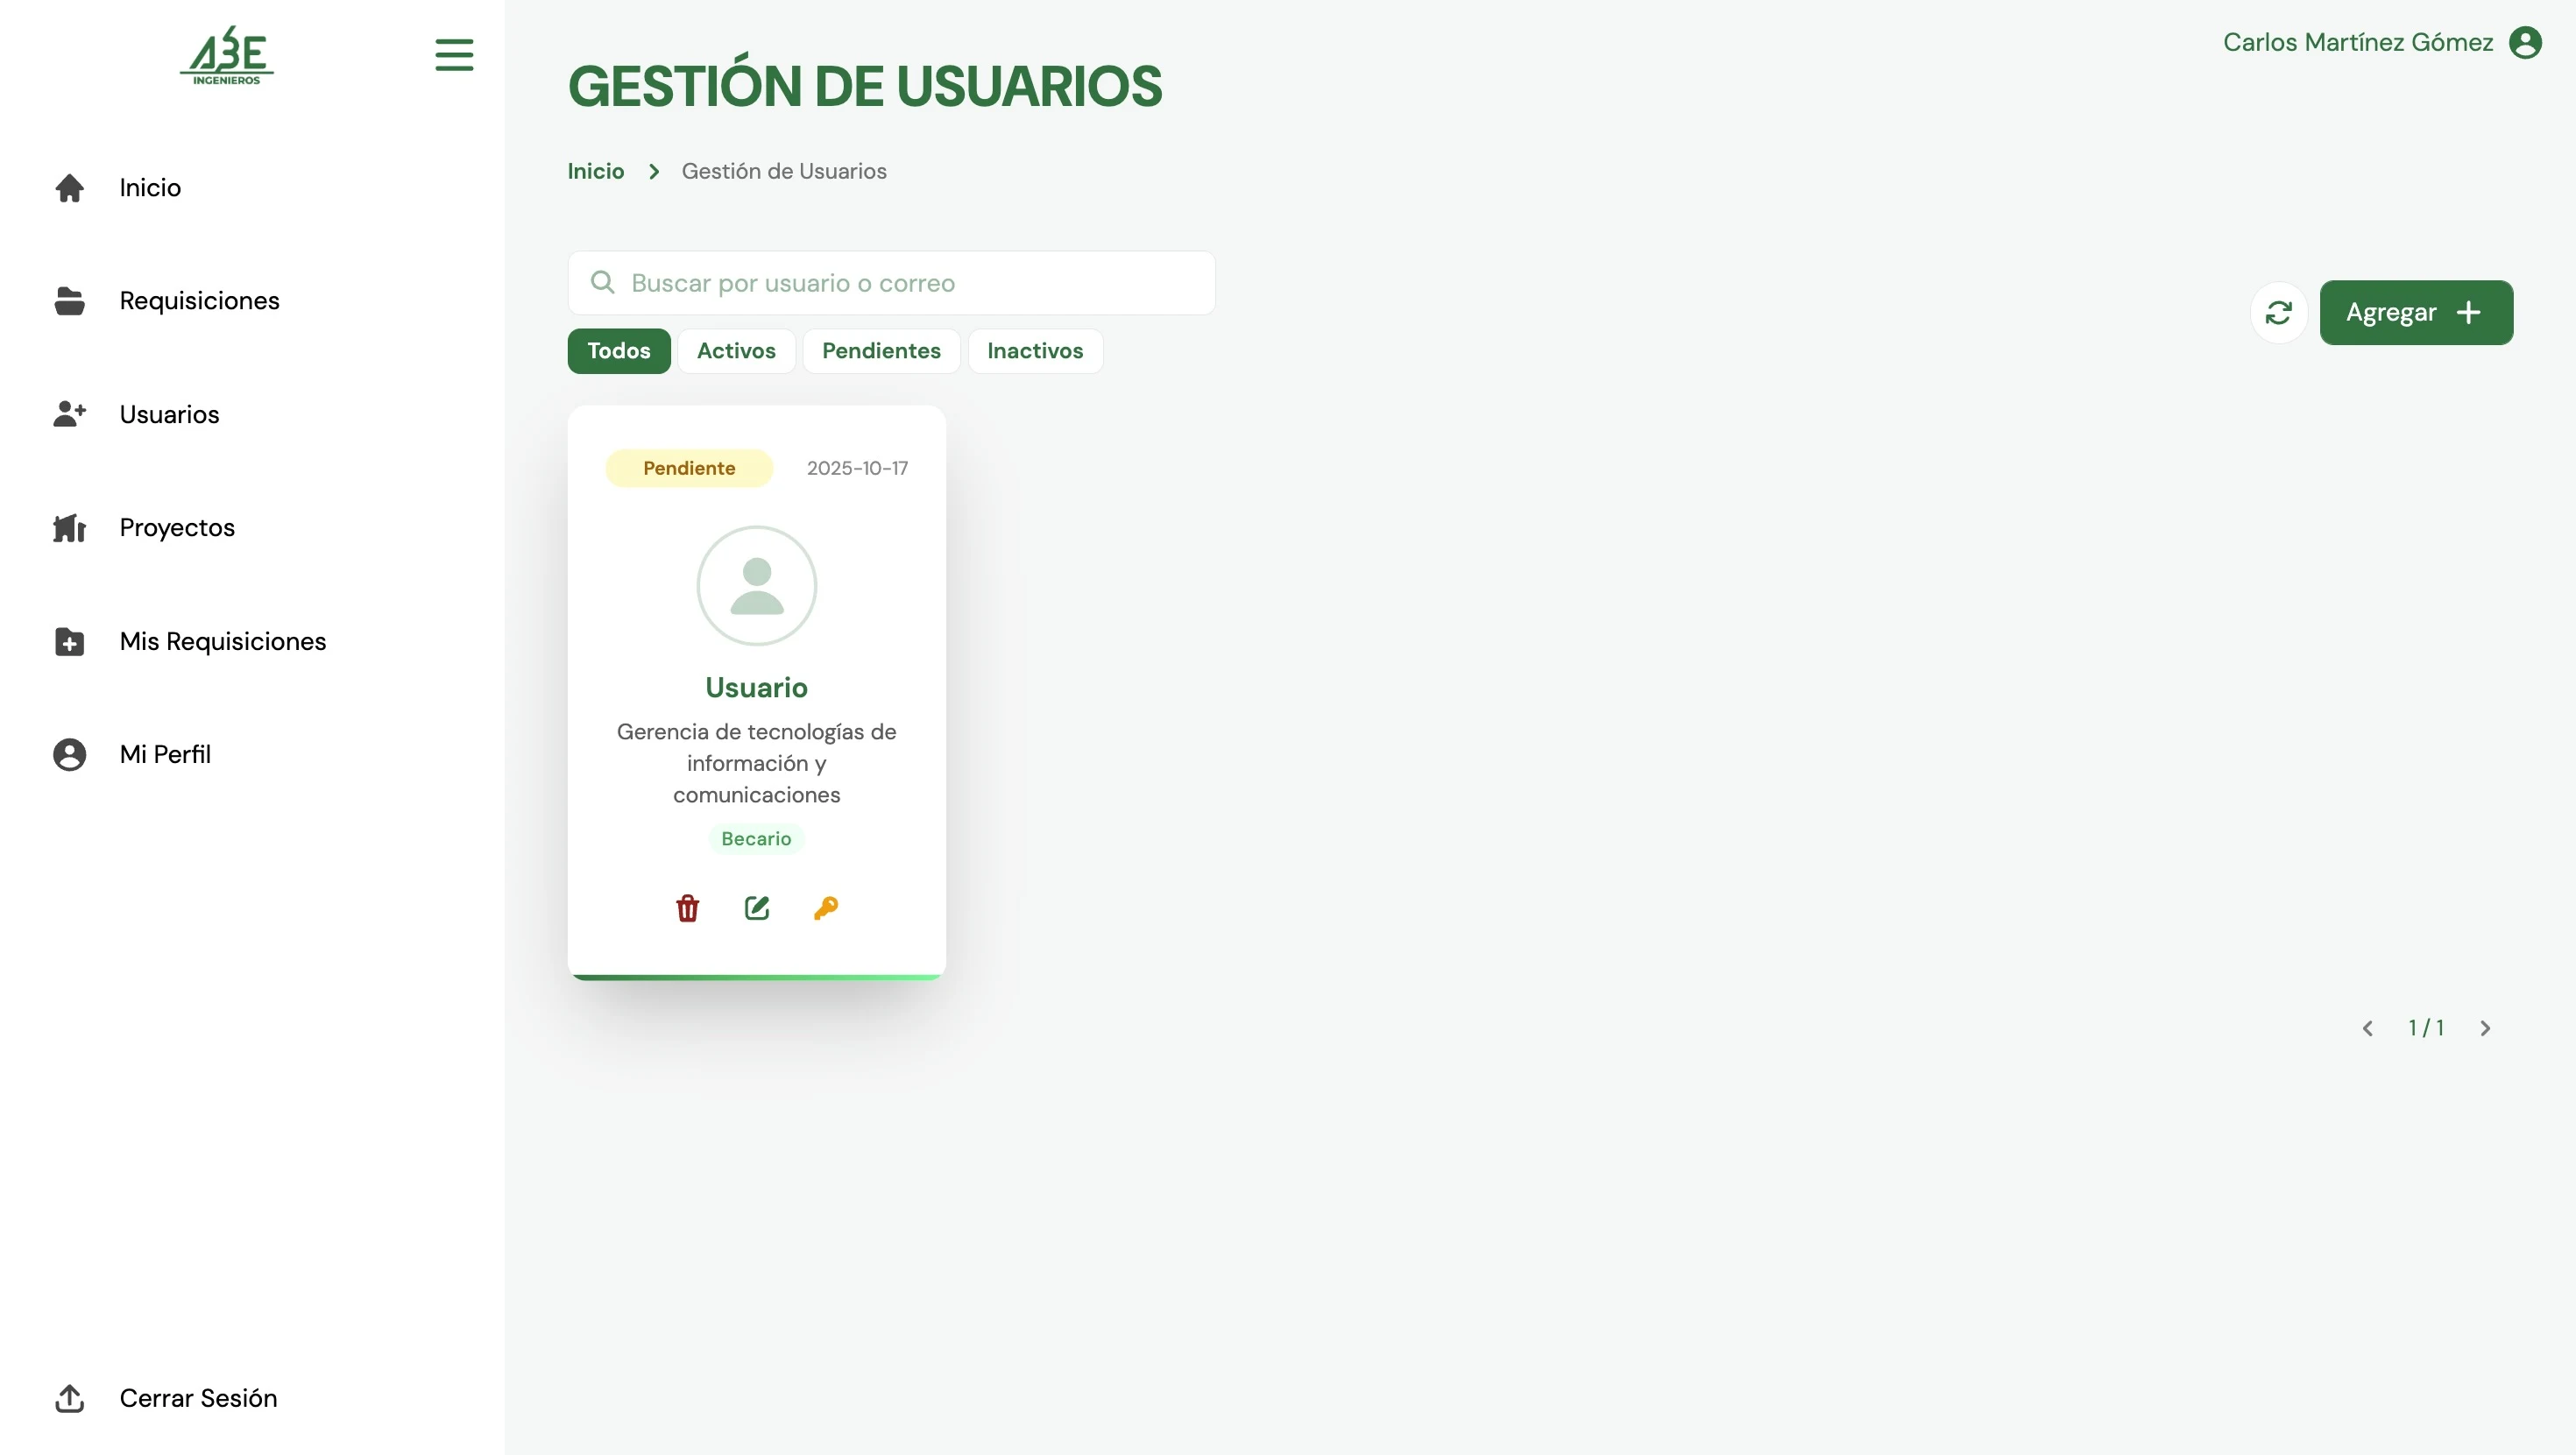 ABE
INGENIEROS
Inicio
Requisiciones
Usuarios
Proyectos
Mis Requisiciones
Mi Perfil
Cerrar Sesión
Carlos Martínez Gómez
GESTIÓN DE USUARIOS
Inicio > Gestión de Usuarios
Buscar por usuario o correo
Agregar +
Todos Activos Pendientes Inactivos
Pendiente 2025-10-17
Usuario
Gerencia de tecnologías de
información y
comunicaciones
Becario
< 1 / 1 >